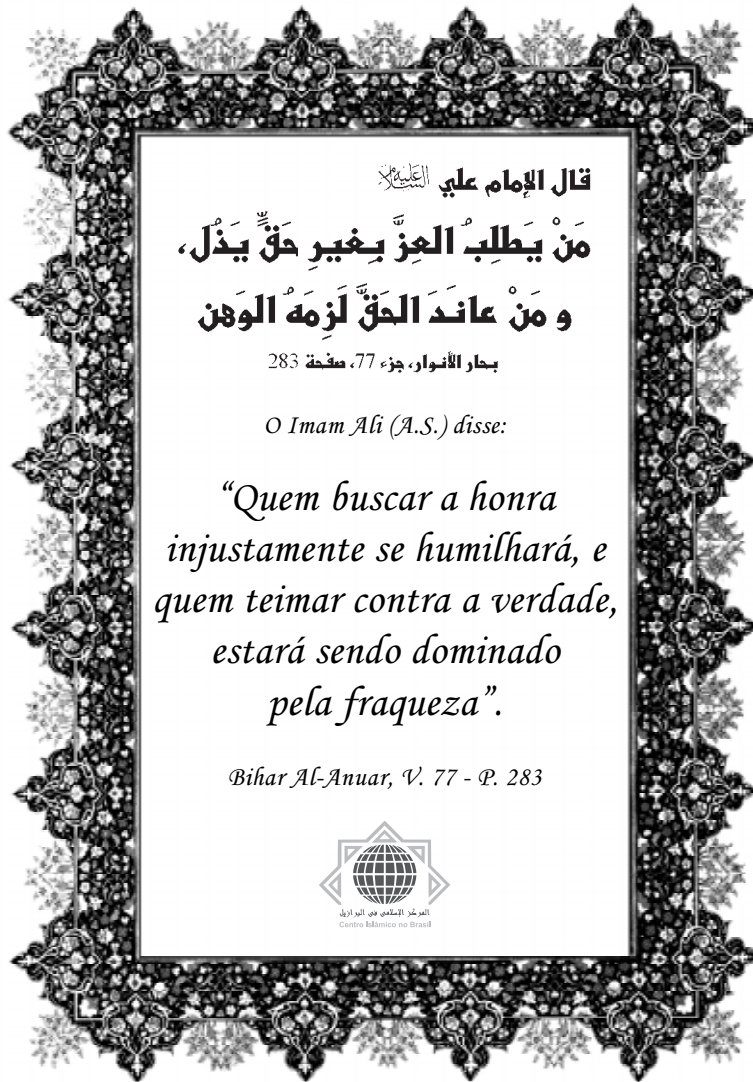 قال الإمام علي عليه السلام
مَنْ يَطلِبُ العِزَّ بِغيرِ حَقٍّ يَذُلَ،
و مَنْ عانَدَ الحَقَّ لَزِمَهُ الوَهن
بحار الأنوار، جزء 77، صفحة 283
O Imam Ali (A.S.) disse:
“Quem buscar a honra
injustamente se humilhará, e
quem teimar contra a verdade,
estará sendo dominado
pela fraqueza”.
Bihar Al-Anuar, V. 77 - P. 283
المركز الإسلامي في البرازيل
Centro Islâmico no Brasil